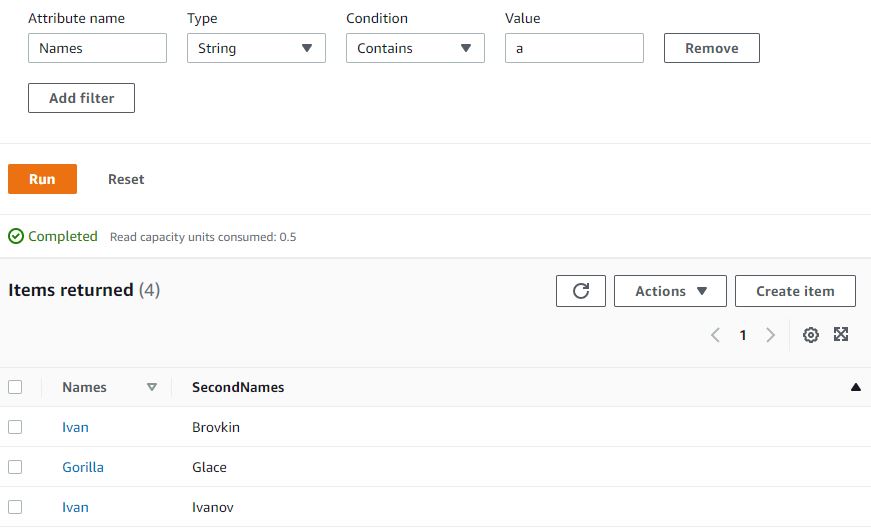 Attribute name Type Condition Value
Names String Contains a Remove
Add filter
Run Reset
Completed Read capacity units consumed: 0.5
Items returned (4) Actions Create item
1
Names SecondNames
Ivan Brovkin
Gorilla Glace
Ivan Ivanov